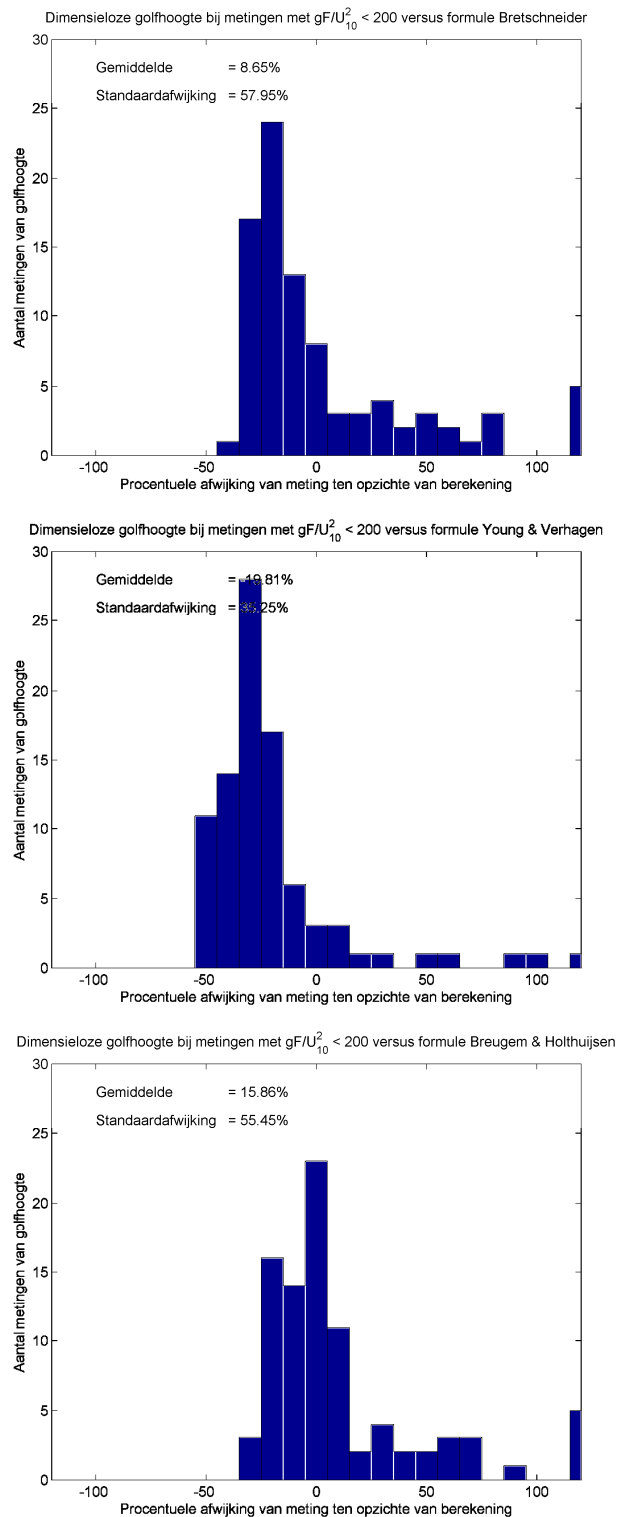 Dimensieloze golfhoogte bij metingen met gF/U²₁₀ < 200 versus formule Bretschneider
30
25
20
15
10
5
0
Aantal metingen van golfhoogte
Gemiddelde = 8.65%
Standaardafwijking = 57.95%
-100 -50 0 50 100
Procentuele afwijking van meting ten opzichte van berekening
Dimensieloze golfhoogte bij metingen met gF/U²₁₀ < 200 versus formule Young & Verhagen
30
25
20
15
10
5
0
Aantal metingen van golfhoogte
Gemiddelde = -19.81%
Standaardafwijking = .25%
-100 -50 0 50 100
Procentuele afwijking van meting ten opzichte van berekening
Dimensieloze golfhoogte bij metingen met gF/U²₁₀ < 200 versus formule Breugem & Holthuijsen
30
25
20
15
10
5
0
Aantal metingen van golfhoogte
Gemiddelde = 15.86%
Standaardafwijking = 55.45%
-100 -50 0 50 100
Procentuele afwijking van meting ten opzichte van berekening